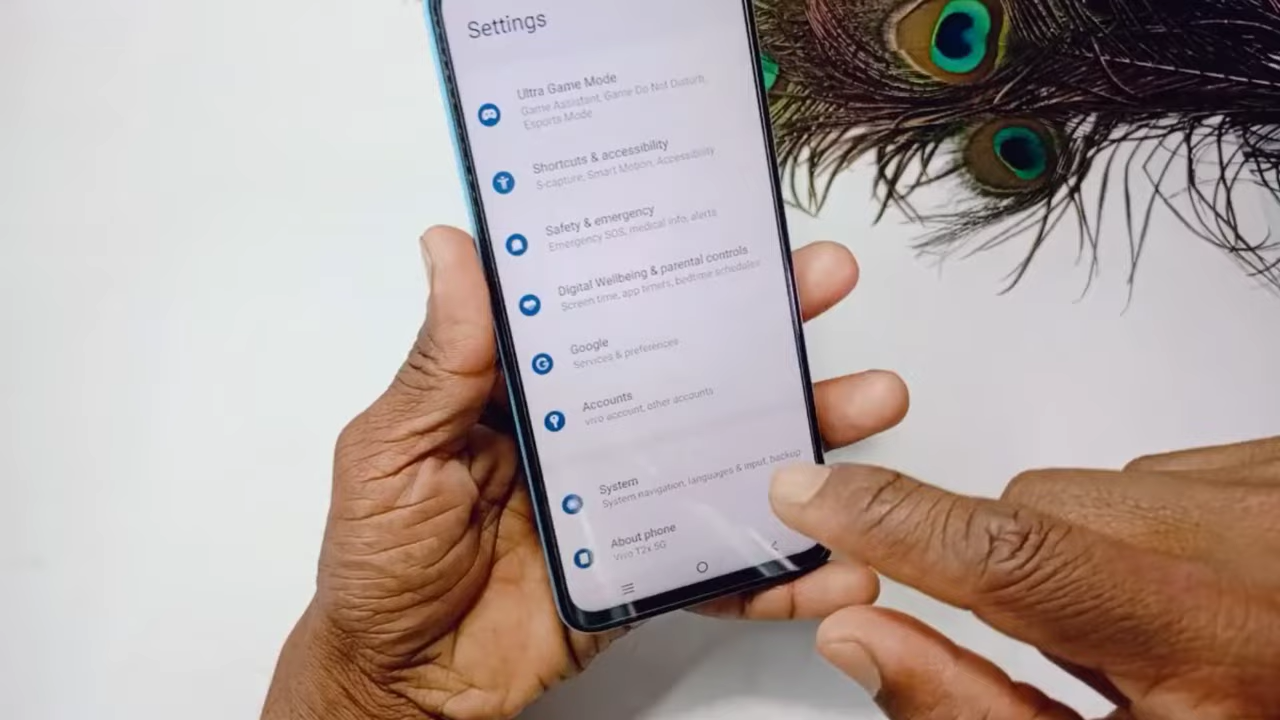 Settings
Ultra Game Mode
Game Assistant, Game Do Not Disturb,
Esports Mode
Shortcuts & accessibility
S-capture, Smart Motion, Accessibility
Safety & emergency
Emergency SOS, medical info, alerts
Digital Wellbeing & parental controls
Screen time, app timers, bedtime schedules
Google
Services & preferences
Accounts
vivo account, other accounts
System
System navigation, languages & input, backup
About phone
vivo T2x 5G